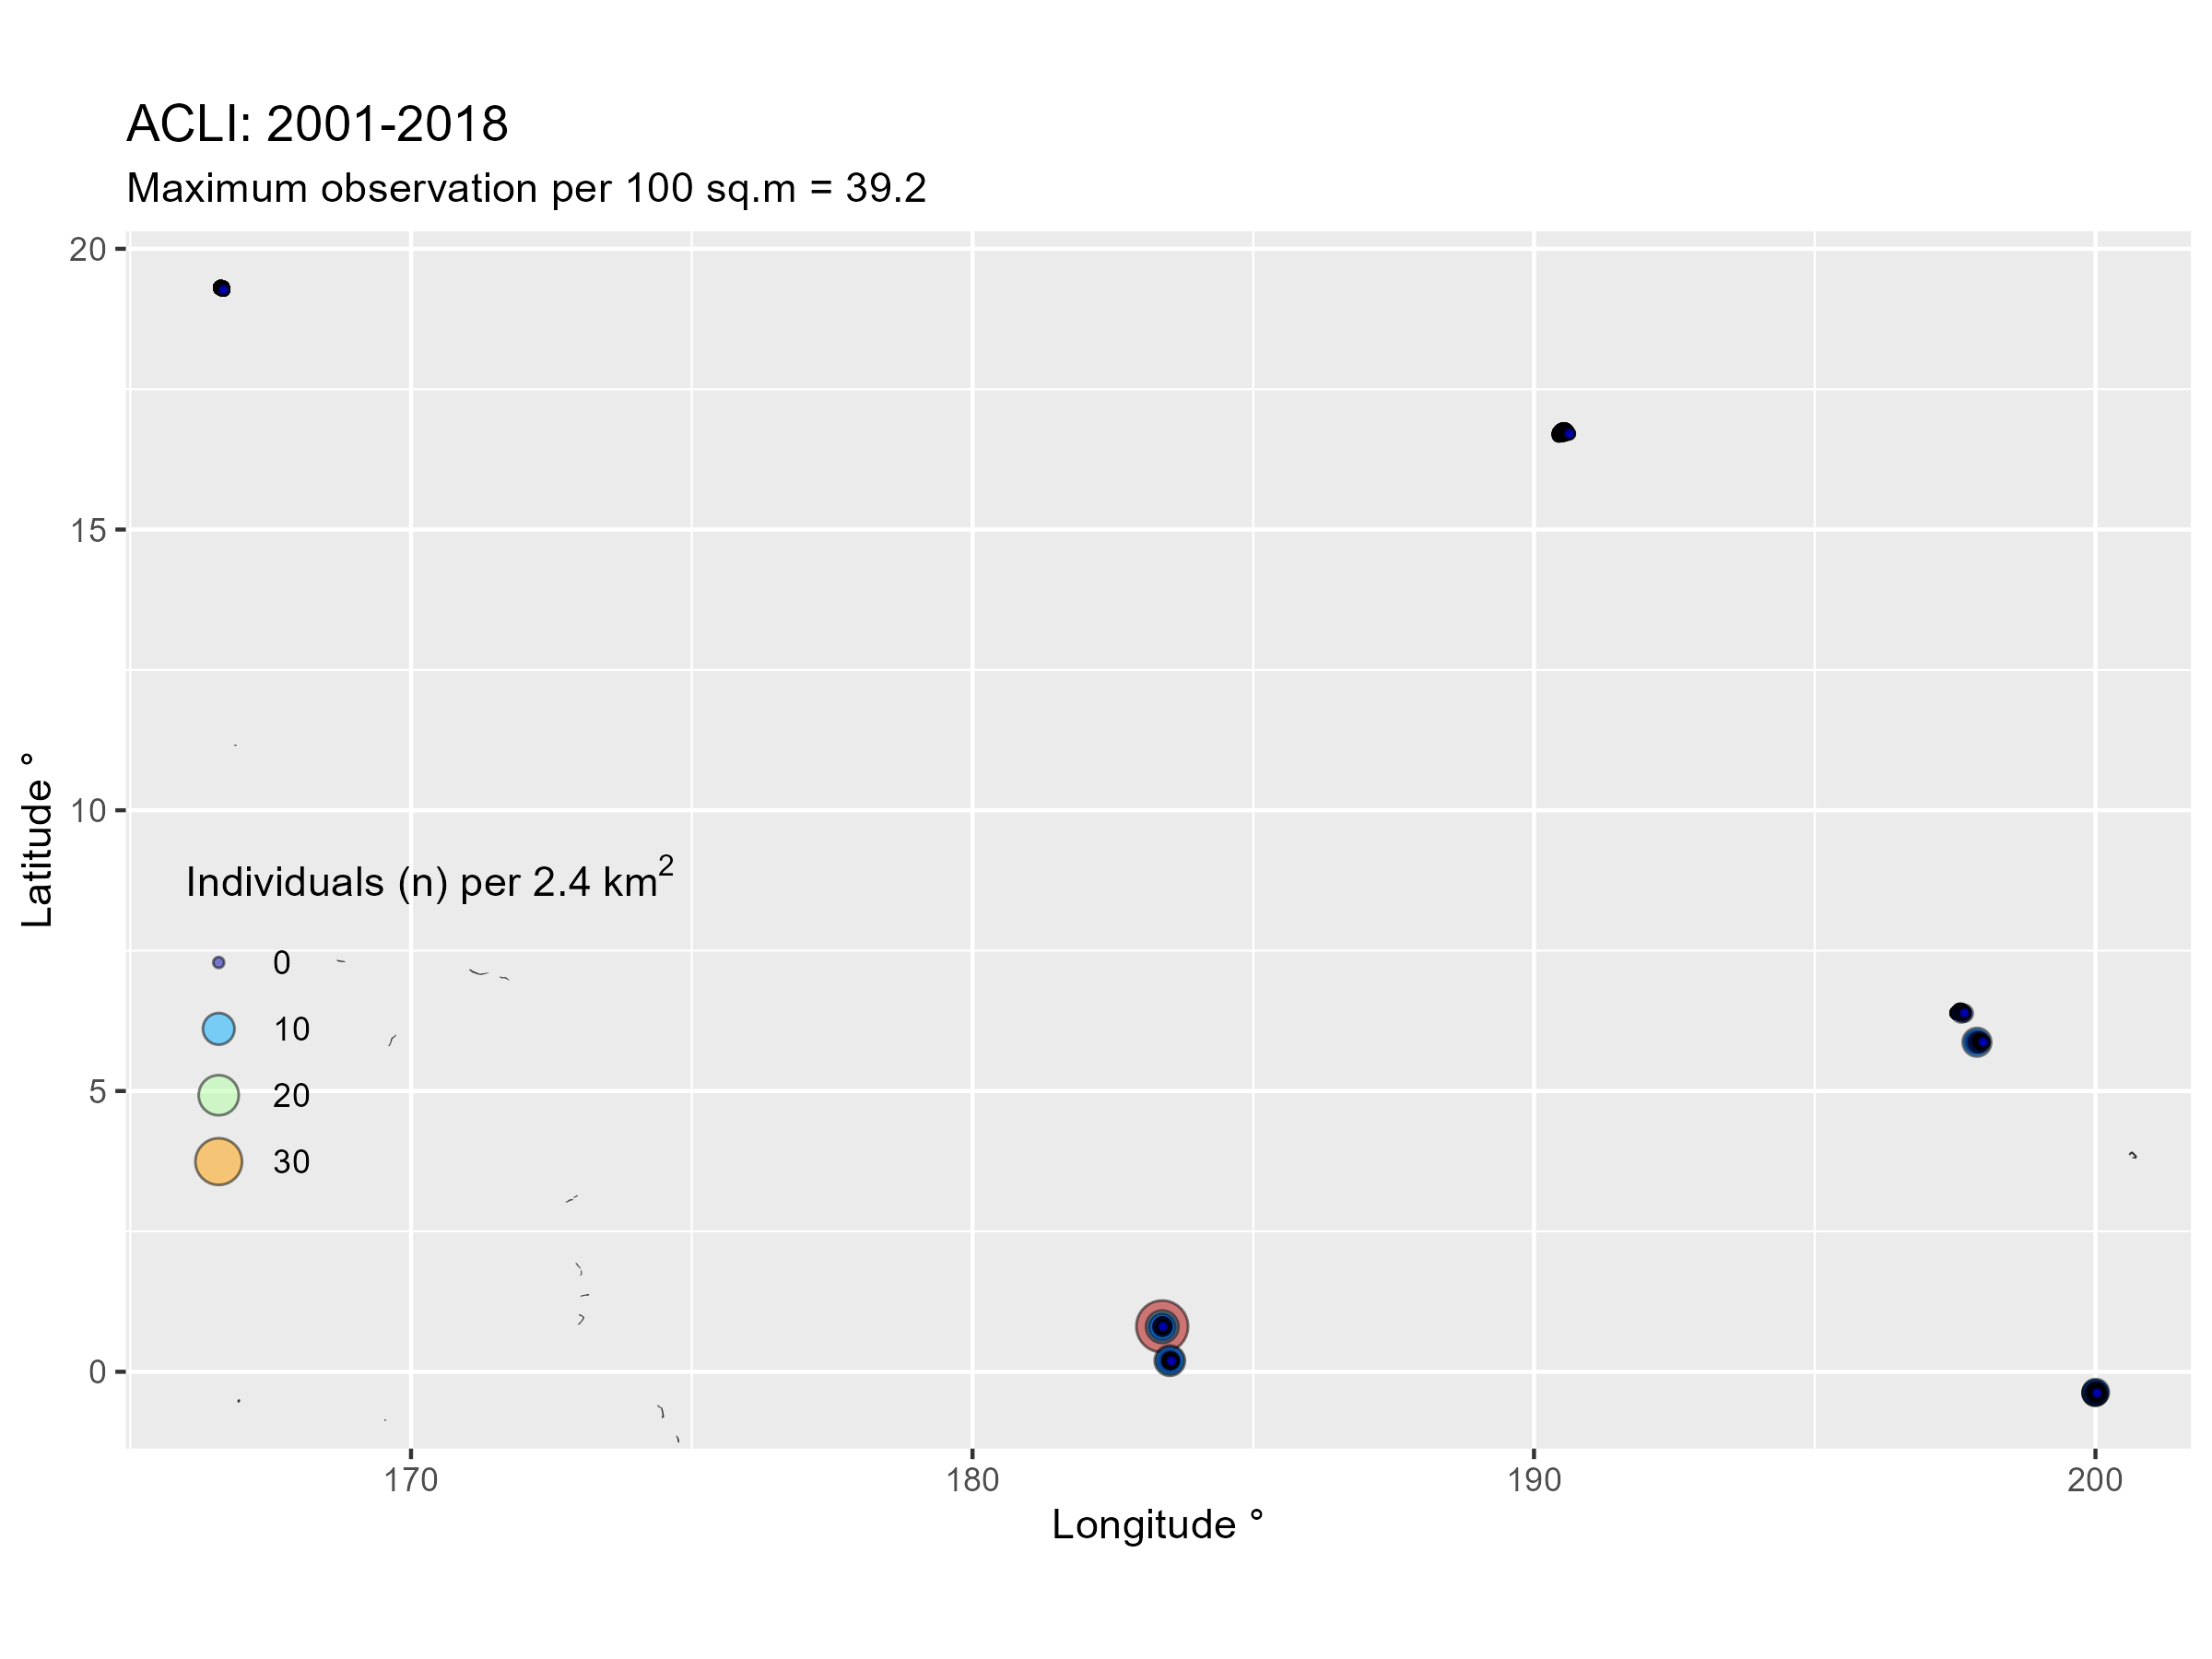 ACLI: 2001-2018
Maximum observation per 100 sq.m = 39.2
20
15
10
5
0
Latitude °
Individuals (n) per 2.4 km²
0
10
20
30
170
180
190
200
Longitude °